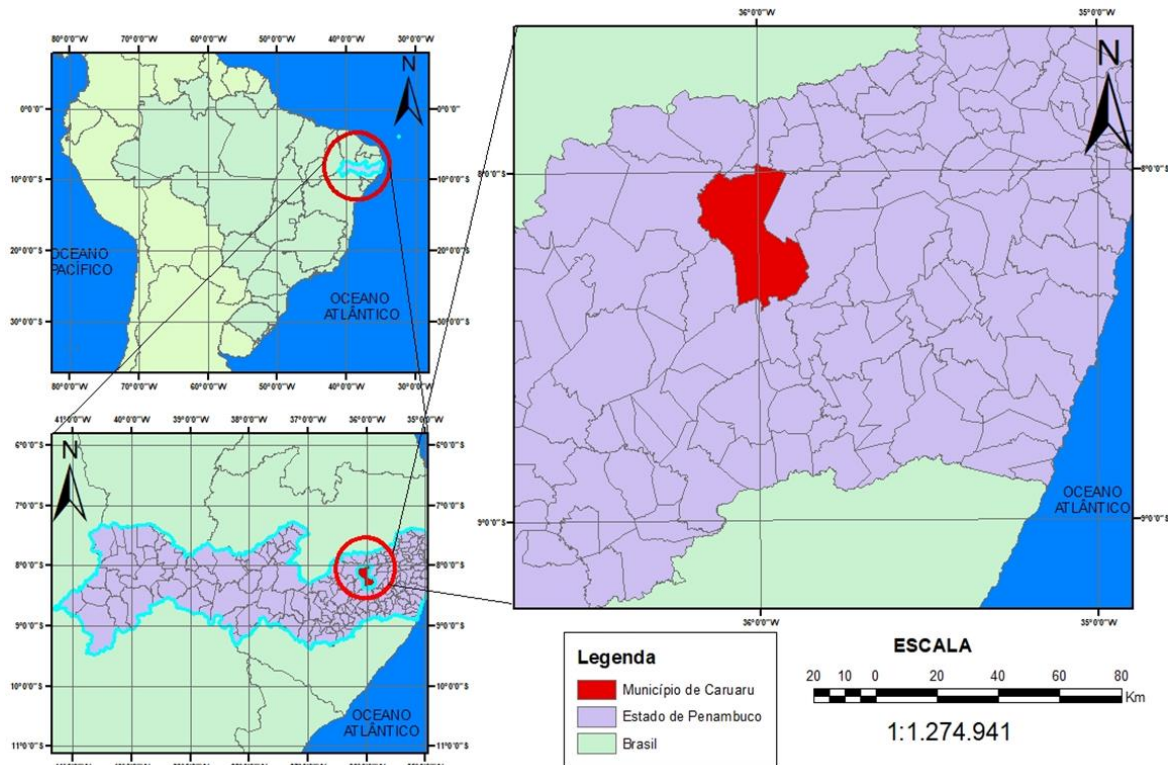 80°0'0"W 70°0'0"W 60°0'0"W 50°0'0"W 40°0'0"W 30°0'0"W
N
0°0'0" 0°0'0"
10°0'0"S 10°0'0"S
20°0'0"S 20°0'0"S
30°0'0"S 30°0'0"S
OCEANO
PACÍFICO
OCEANO
ATLÂNTICO
80°0'0"W 70°0'0"W 60°0'0"W 50°0'0"W 40°0'0"W 30°0'0"W
41°0'0"W 40°0'0"W 39°0'0"W 38°0'0"W 37°0'0"W 36°0'0"W 35°0'0"W
N
6°0'0"S 6°0'0"S
7°0'0"S 7°0'0"S
8°0'0"S 8°0'0"S
9°0'0"S 9°0'0"S
10°0'0"S 10°0'0"S
11°0'0"S 11°0'0"S
OCEANO
ATLÂNTICO
36°0'0"W 35°0'0"W
N
8°0'0"S 8°0'0"S
9°0'0"S 9°0'0"S
OCEANO
ATLÂNTICO
36°0'0"W 35°0'0"W
Legenda
Município de Caruaru
Estado de Penambuco
Brasil
ESCALA
20 10 0 20 40 60 80
Km
1:1.274.941